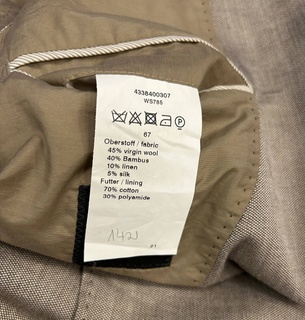 4338400307
WS785
67
Oberstoff / fabric
45% virgin wool
40% Bambus
10% linen
5% silk
Futter / lining
70% cotton
30% polyamide